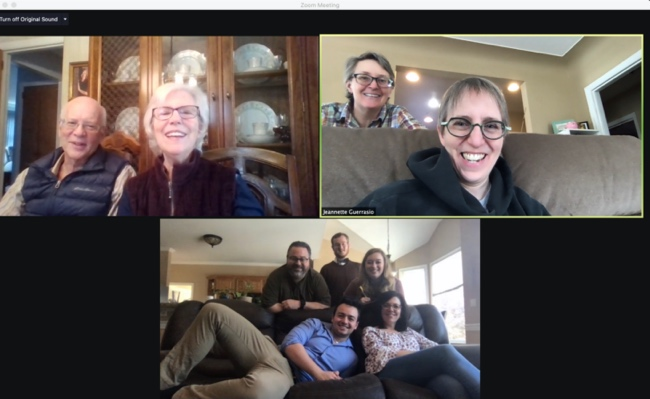 Zoom Meeting
Turn off Original Sound
Jeannette Guerrasio